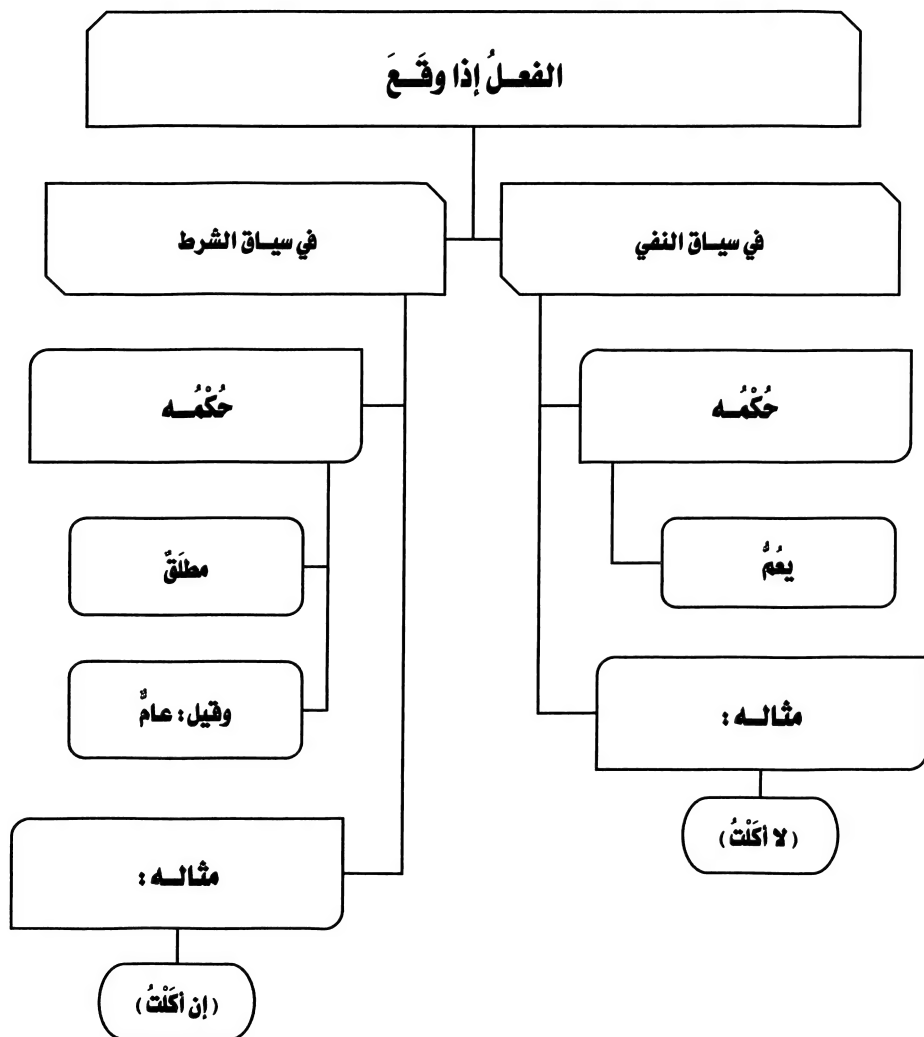 الفعلُ إذا وقَعَ
في سياق النفي
في سياق الشرط
حُكْمُه
حُكْمُه
يعُمُّ
مطلَقٌ
وقيل: عامٌّ
مثاله:
(لا أكَلْتُ)
مثاله:
(إن أكَلْتُ)